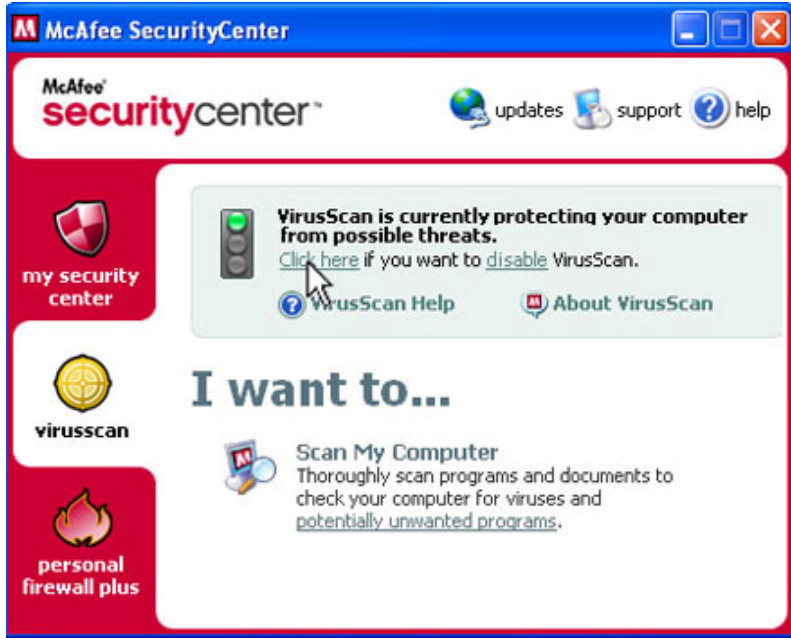 McAfee SecurityCenter
McAfee®
securitycenter™
updates
support
help
my security
center
virusscan
personal
firewall plus
VirusScan is currently protecting your computer
from possible threats.
Click here if you want to disable VirusScan.
VirusScan Help
About VirusScan
I want to...
Scan My Computer
Thoroughly scan programs and documents to
check your computer for viruses and
potentially unwanted programs.